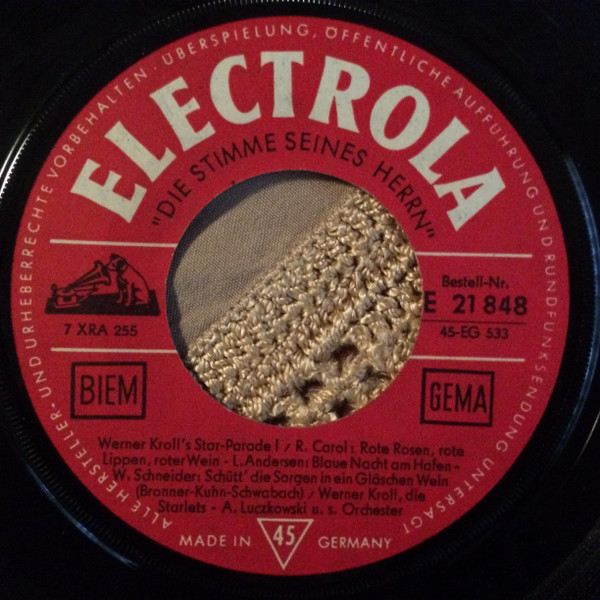 ALLE HERSTELLER- UND URHEBERRECHTE VORBEHALTEN · ÜBERSPIELUNG, ÖFFENTLICHE AUFFÜHRUNG UND RUNDFUNKSENDUNG UNTERSAGT
ELECTROLA
"DIE STIMME SEINES HERRN"
7 XRA 255
Bestell-Nr.
E 21 848
45-EG 533
BIEM
GEMA
Werner Kroll's Star-Parade I / R. Carol: Rote Rosen, rote
Lippen, roter Wein - L. Andersen: Blaue Nacht am Hafen -
W. Schneider: Schütt' die Sorgen in ein Gläschen Wein
(Bronner-Kuhn-Schwabach) / Werner Kroll, die
Starlets - A. Luczkowski u. s. Orchester
MADE IN 45 GERMANY